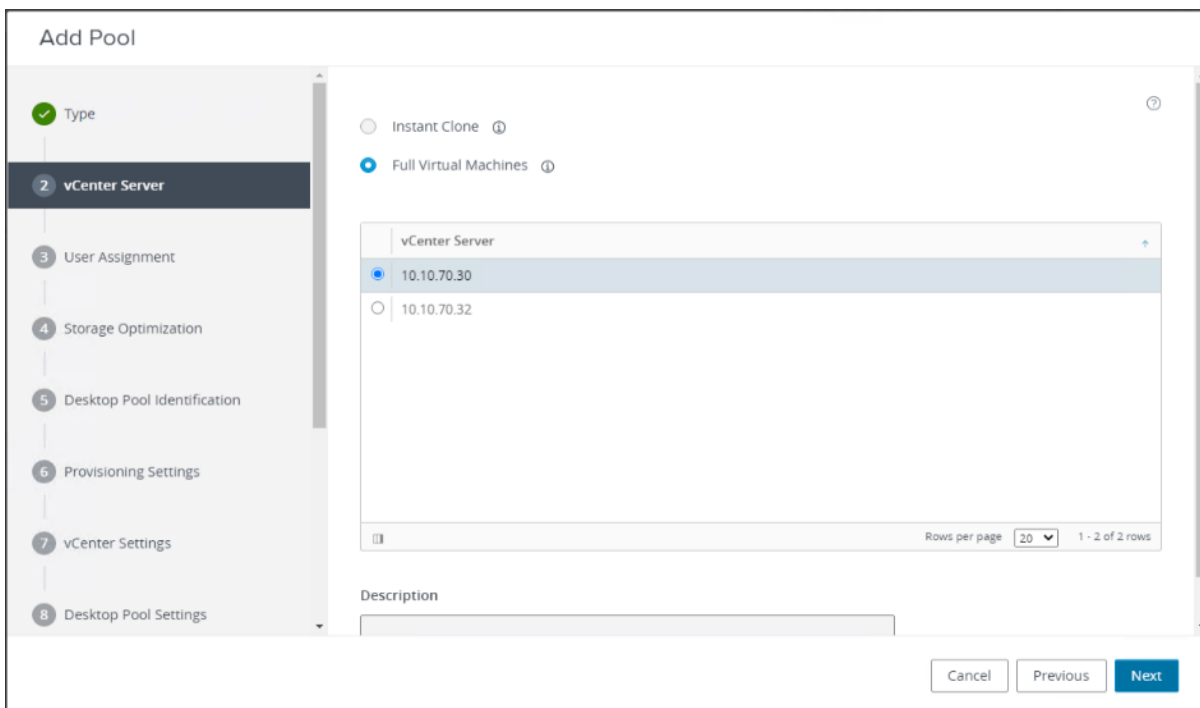 Add Pool
Type
2 vCenter Server
3 User Assignment
4 Storage Optimization
5 Desktop Pool Identification
6 Provisioning Settings
7 vCenter Settings
8 Desktop Pool Settings
Instant Clone
Full Virtual Machines
vCenter Server
10.10.70.30
10.10.70.32
Rows per page 20 1 - 2 of 2 rows
Description
Cancel Previous Next